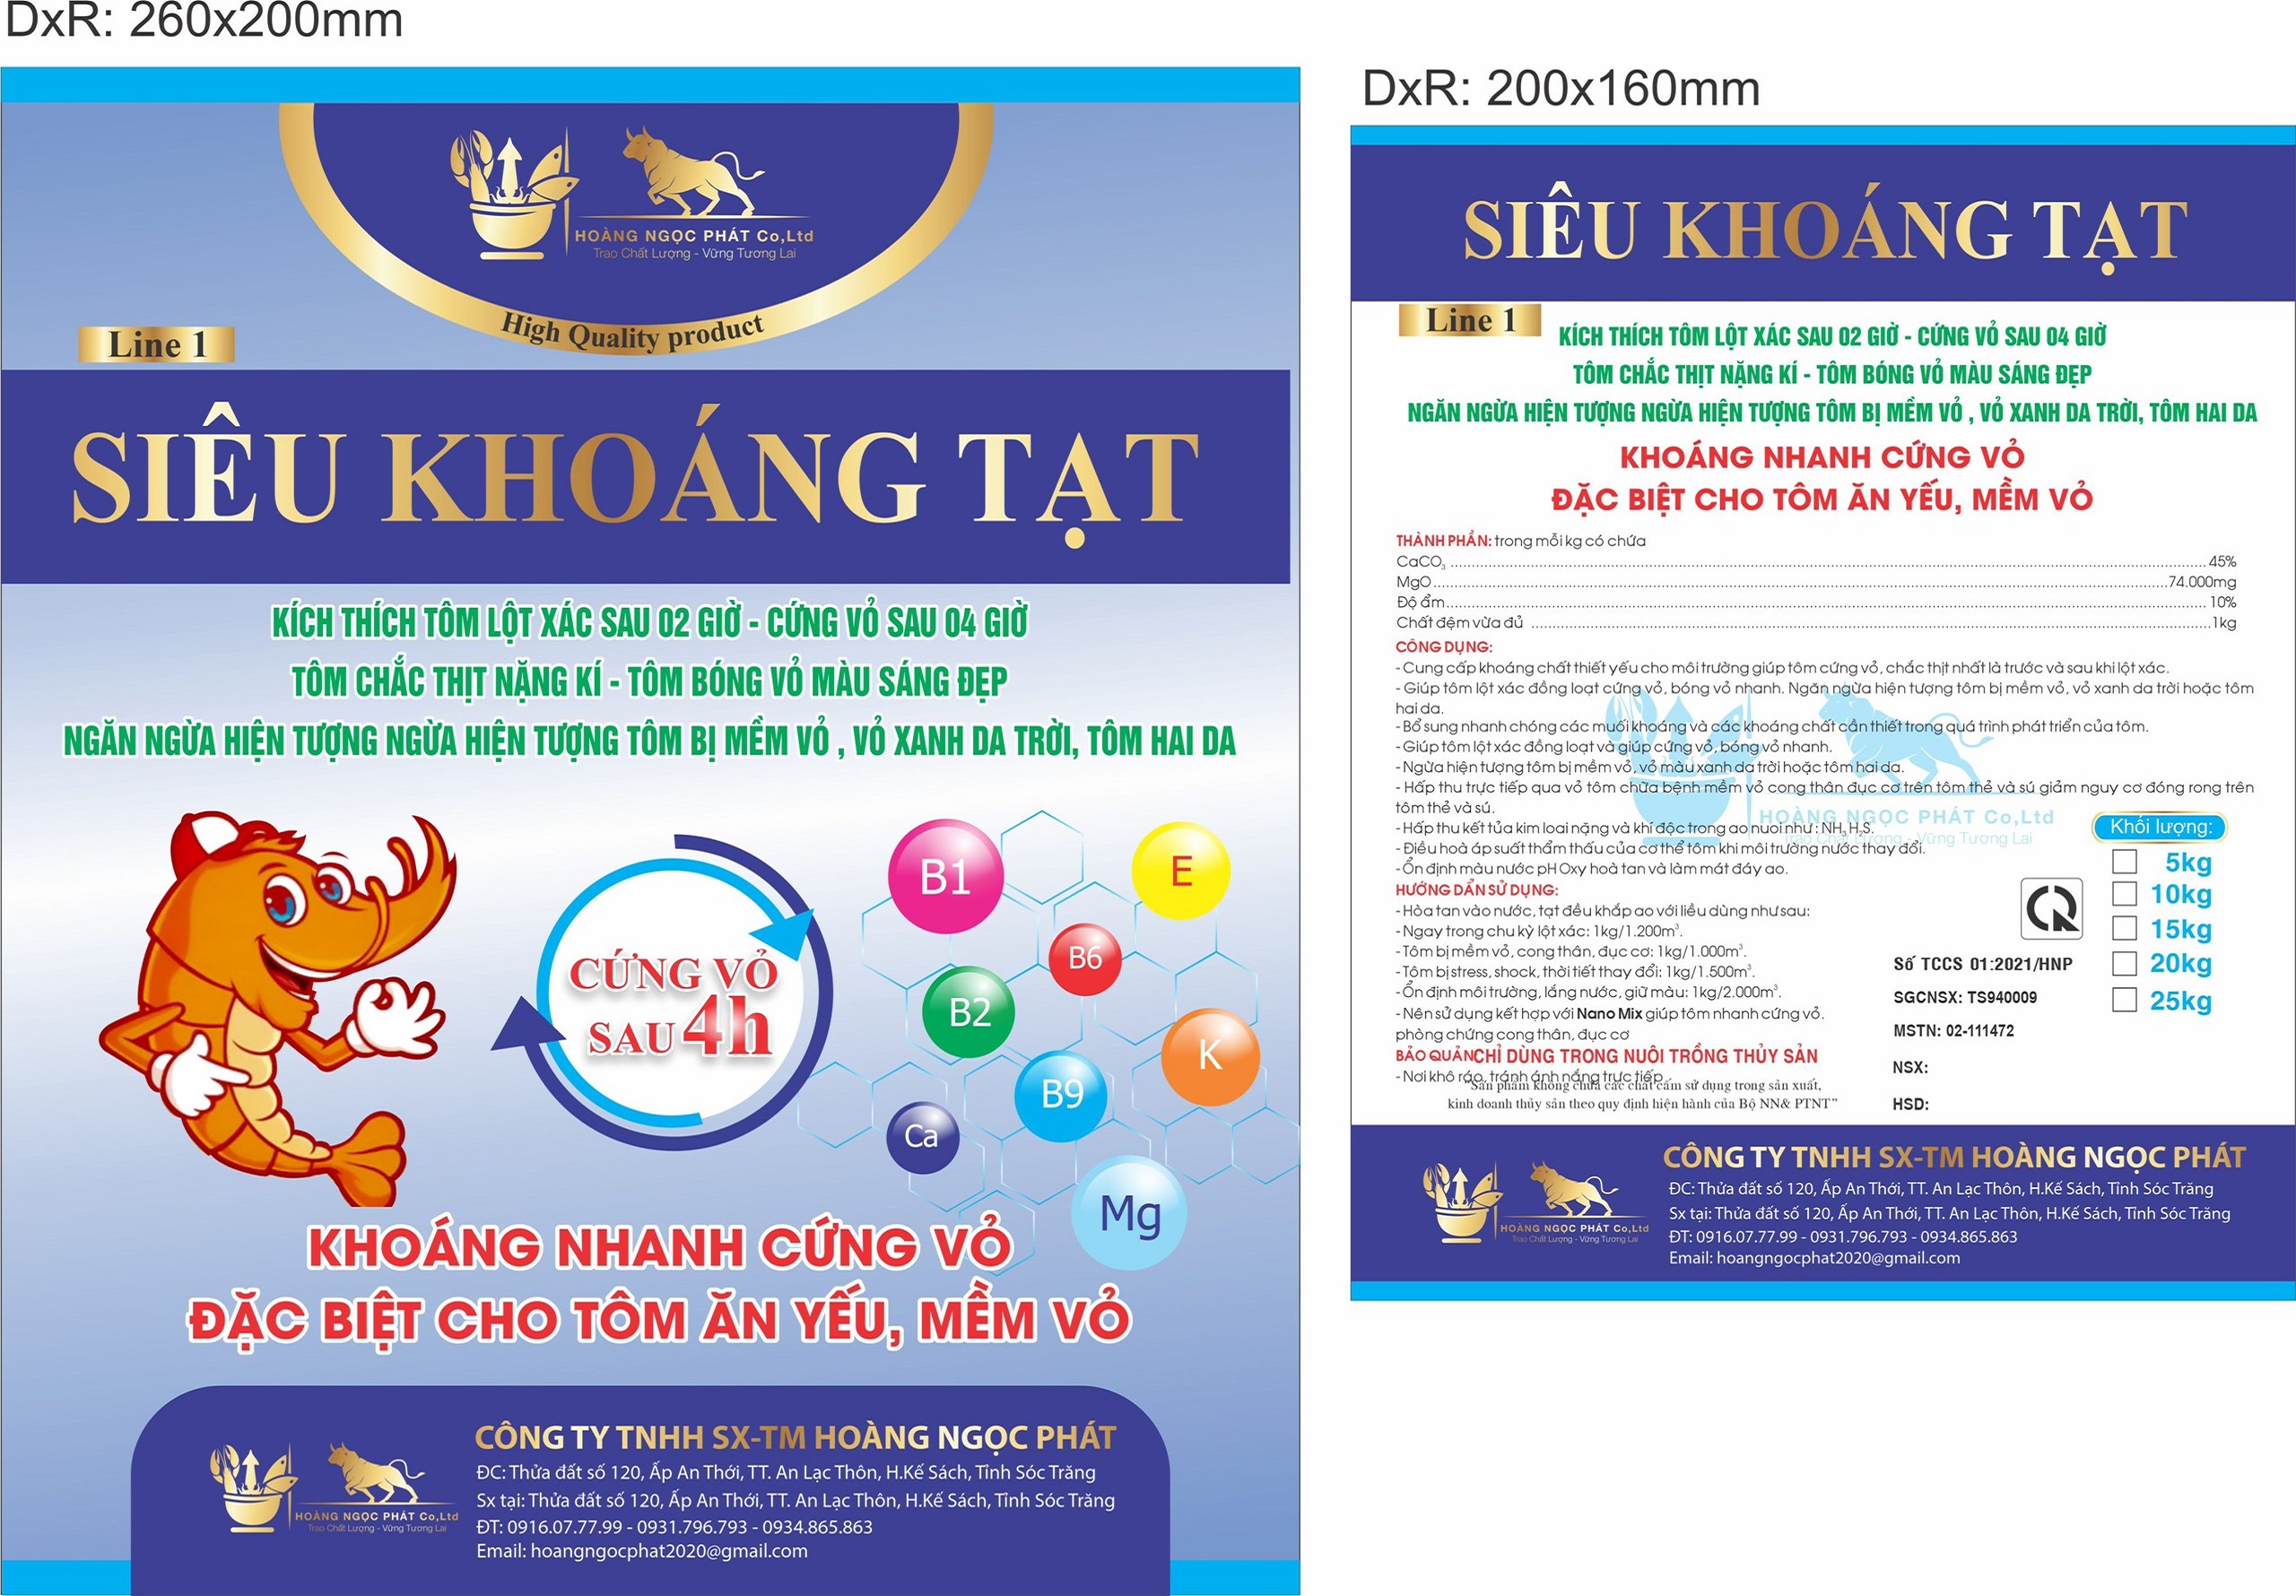 DxR: 260x200mm
HOÀNG NGỌC PHÁT Co,Ltd
Trao Chất Lượng - Vững Tương Lai
High Quality product
Line 1
SIÊU KHOÁNG TẠT
KÍCH THÍCH TÔM LỘT XÁC SAU 02 GIỜ - CỨNG VỎ SAU 04 GIỜ
TÔM CHẮC THỊT NẶNG KÍ - TÔM BÓNG VỎ MÀU SÁNG ĐẸP
NGĂN NGỪA HIỆN TƯỢNG NGỪA HIỆN TƯỢNG TÔM BỊ MỀM VỎ , VỎ XANH DA TRỜI, TÔM HAI DA
CỨNG VỎ
SAU 4h
B1
E
B6
B2
K
B9
Ca
Mg
KHOÁNG NHANH CỨNG VỎ
ĐẶC BIỆT CHO TÔM ĂN YẾU, MỀM VỎ
HOÀNG NGỌC PHÁT Co,Ltd
Trao Chất Lượng - Vững Tương Lai
CÔNG TY TNHH SX-TM HOÀNG NGỌC PHÁT
ĐC: Thửa đất số 120, Ấp An Thới, TT. An Lạc Thôn, H.Kế Sách, Tỉnh Sóc Trăng
Sx tại: Thửa đất số 120, Ấp An Thới, TT. An Lạc Thôn, H.Kế Sách, Tỉnh Sóc Trăng
ĐT: 0916.07.77.99 - 0931.796.793 - 0934.865.863
Email: hoangngocphat2020@gmail.com
DxR: 200x160mm
SIÊU KHOÁNG TẠT
Line 1
KÍCH THÍCH TÔM LỘT XÁC SAU 02 GIỜ - CỨNG VỎ SAU 04 GIỜ
TÔM CHẮC THỊT NẶNG KÍ - TÔM BÓNG VỎ MÀU SÁNG ĐẸP
NGĂN NGỪA HIỆN TƯỢNG NGỪA HIỆN TƯỢNG TÔM BỊ MỀM VỎ , VỎ XANH DA TRỜI, TÔM HAI DA
KHOÁNG NHANH CỨNG VỎ
ĐẶC BIỆT CHO TÔM ĂN YẾU, MỀM VỎ
THÀNH PHẦN: trong mỗi kg có chứa
CaCO₃ ........ 45%
MgO ........ 74.000mg
Độ ẩm ........ 10%
Chất đệm vừa đủ ........ 1kg
CÔNG DỤNG:
- Cung cấp khoáng chất thiết yếu cho môi trường giúp tôm cứng vỏ, chắc thịt nhất là trước và sau khi lột xác.
- Giúp tôm lột xác đồng loạt cứng vỏ, bóng vỏ nhanh. Ngăn ngừa hiện tượng tôm bị mềm vỏ, vỏ xanh da trời hoặc tôm
hai da.
- Bổ sung nhanh chóng các muối khoáng và các khoáng chất cần thiết trong quá trình phát triển của tôm.
- Giúp tôm lột xác đồng loạt và giúp cứng vỏ, bóng vỏ nhanh.
- Ngừa hiện tượng tôm bị mềm vỏ, vỏ màu xanh da trời hoặc tôm hai da.
- Hấp thu trực tiếp qua vỏ tôm chữa bệnh mềm vỏ cong thân đục cơ trên tôm thẻ và sú giảm nguy cơ đóng rong trên
tôm thẻ và sú.
- Hấp thu kết tủa kim loai nặng và khí độc trong ao nuoi như : NH₃ H₂S.
- Điều hoà áp suất thẩm thấu của cơ thể tôm khi môi trường nước thay đổi.
- Ổn định màu nước pH Oxy hoà tan và làm mát đáy ao.
HOÀNG NGỌC PHÁT Co,Ltd
Trao Chất Lượng - Vững Tương Lai
HƯỚNG DẪN SỬ DỤNG:
- Hòa tan vào nước, tạt đều khắp ao với liều dùng như sau:
- Ngay trong chu kỳ lột xác: 1kg/1.200m³.
- Tôm bị mềm vỏ, cong thân, đục cơ: 1kg/1.000m³.
- Tôm bị stress, shock, thời tiết thay đổi: 1kg/1.500m³.
- Ổn định môi trường, lắng nước, giữ màu: 1kg/2.000m³.
- Nên sử dụng kết hợp với Nano Mix giúp tôm nhanh cứng vỏ.
phòng chứng cong thân, đục cơ
BẢO QUẢN
CHỈ DÙNG TRONG NUÔI TRỒNG THỦY SẢN
- Nơi khô ráo, tránh ánh nắng trực tiếp
"Sản phẩm không chứa các chất cấm sử dụng trong sản xuất,
kinh doanh thủy sản theo quy định hiện hành của Bộ NN& PTNT"
Khối lượng:
5kg
10kg
15kg
20kg
25kg
Số TCCS 01:2021/HNP
SGCNSX: TS940009
MSTN: 02-111472
NSX:
HSD:
HOÀNG NGỌC PHÁT Co,Ltd
Trao Chất Lượng - Vững Tương Lai
CÔNG TY TNHH SX-TM HOÀNG NGỌC PHÁT
ĐC: Thửa đất số 120, Ấp An Thới, TT. An Lạc Thôn, H.Kế Sách, Tỉnh Sóc Trăng
Sx tại: Thửa đất số 120, Ấp An Thới, TT. An Lạc Thôn, H.Kế Sách, Tỉnh Sóc Trăng
ĐT: 0916.07.77.99 - 0931.796.793 - 0934.865.863
Email: hoangngocphat2020@gmail.com